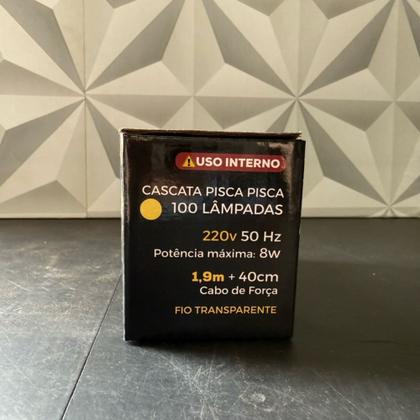 USO INTERNO
CASCATA PISCA PISCA
100 LÂMPADAS
220v 50 Hz
Potência máxima: 8w
1,9m + 40cm
Cabo de Força
FIO TRANSPARENTE